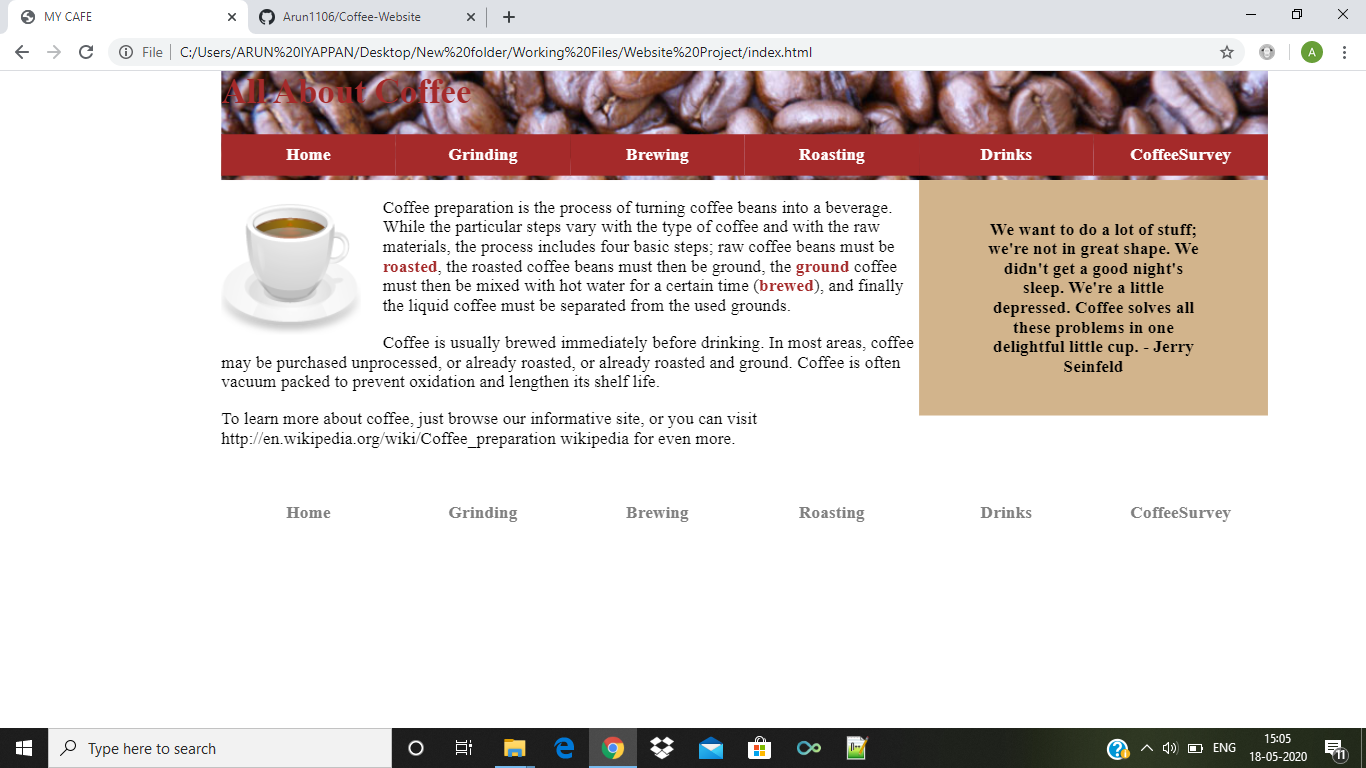 MY CAFE
Arun1106/Coffee-Website
File
C:/Users/ARUN%20IYAPPAN/Desktop/New%20folder/Working%20Files/Website%20Project/index.html
A
All About Coffee
Home Grinding Brewing Roasting Drinks CoffeeSurvey
Coffee preparation is the process of turning coffee beans into a beverage.
While the particular steps vary with the type of coffee and with the raw
materials, the process includes four basic steps; raw coffee beans must be
roasted, the roasted coffee beans must then be ground, the ground coffee
must then be mixed with hot water for a certain time (brewed), and finally
the liquid coffee must be separated from the used grounds.
Coffee is usually brewed immediately before drinking. In most areas, coffee
may be purchased unprocessed, or already roasted, or already roasted and ground. Coffee is often
vacuum packed to prevent oxidation and lengthen its shelf life.
To learn more about coffee, just browse our informative site, or you can visit
http://en.wikipedia.org/wiki/Coffee_preparation wikipedia for even more.
We want to do a lot of stuff;
we're not in great shape. We
didn't get a good night's
sleep. We're a little
depressed. Coffee solves all
these problems in one
delightful little cup. - Jerry
Seinfeld
Home Grinding Brewing Roasting Drinks CoffeeSurvey
Type here to search
ENG
15:05
18-05-2020
11